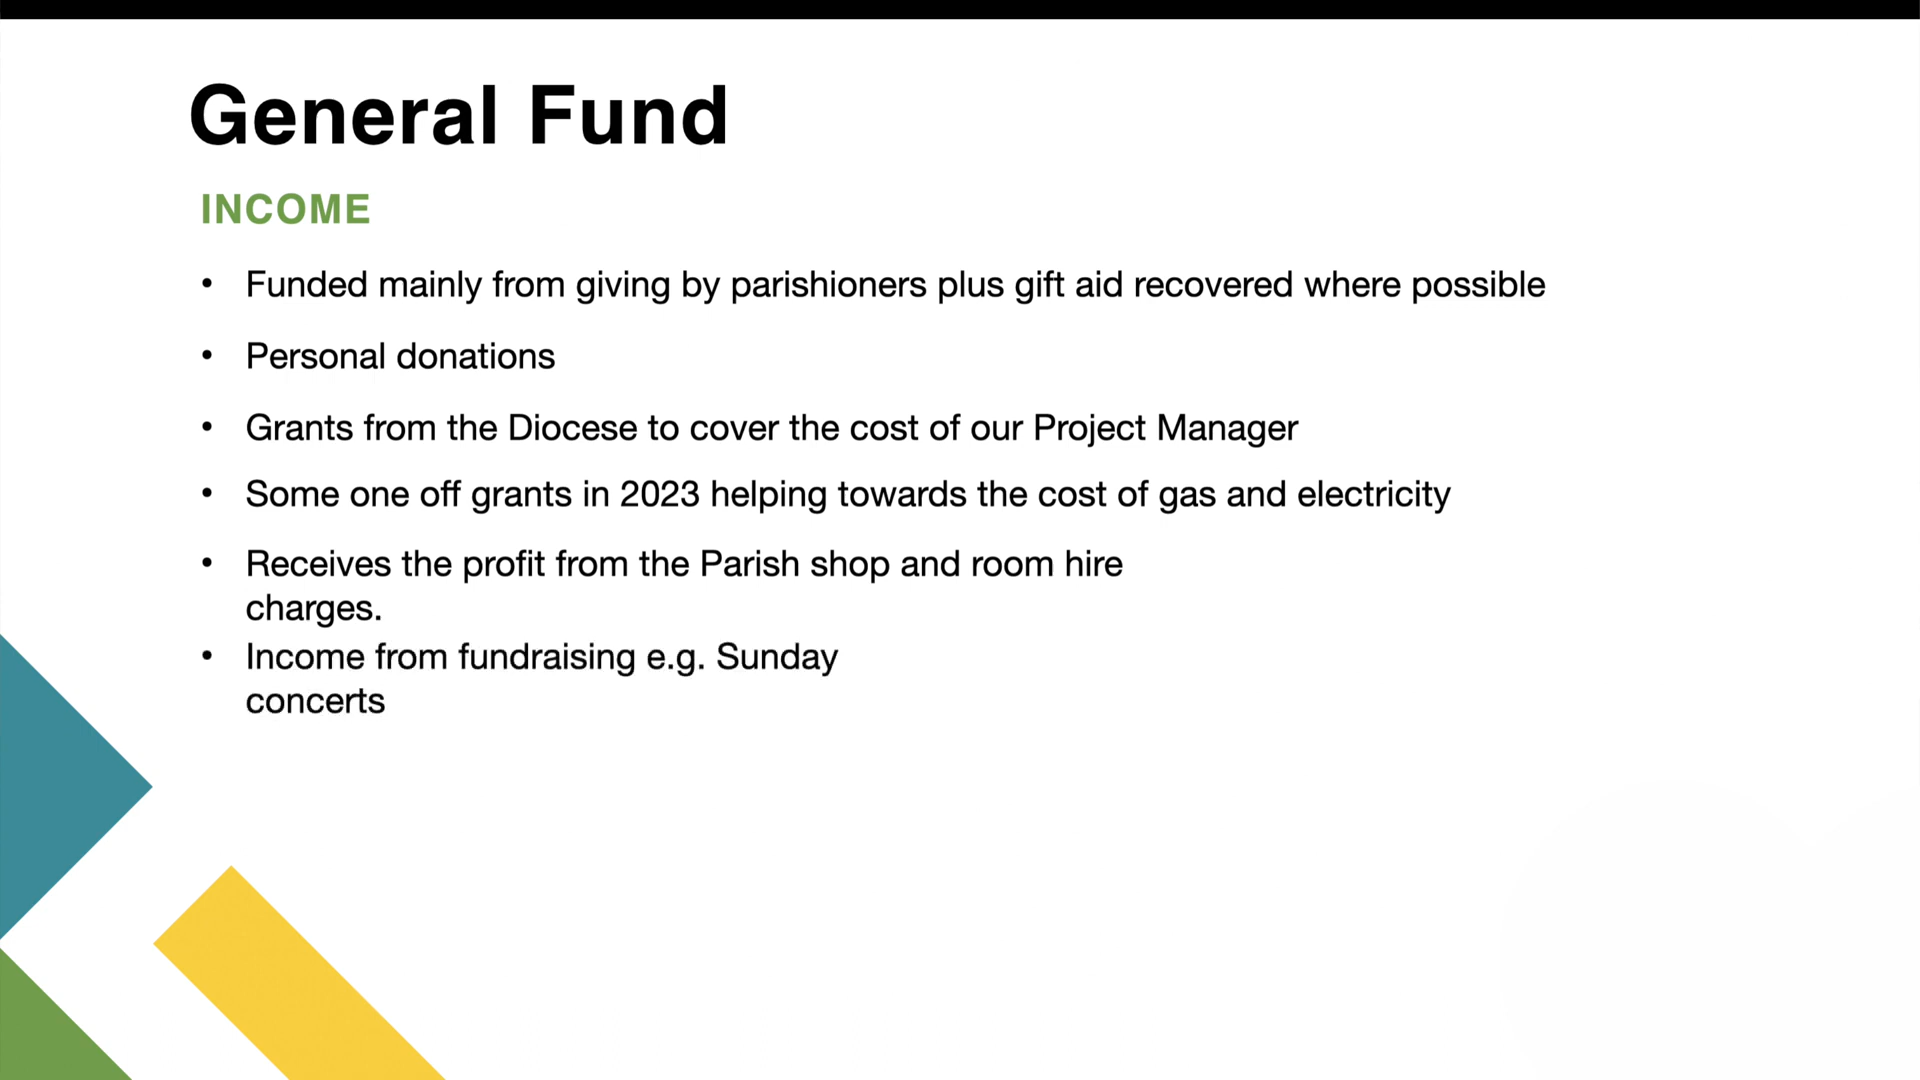 General Fund
INCOME
• Funded mainly from giving by parishioners plus gift aid recovered where possible
• Personal donations
• Grants from the Diocese to cover the cost of our Project Manager
• Some one off grants in 2023 helping towards the cost of gas and electricity
• Receives the profit from the Parish shop and room hire
charges.
• Income from fundraising e.g. Sunday
concerts